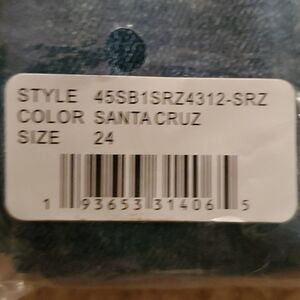 STYLE 45SB1SRZ4312-SRZ
COLOR SANTA CRUZ
SIZE 24
1 93653 31406 5